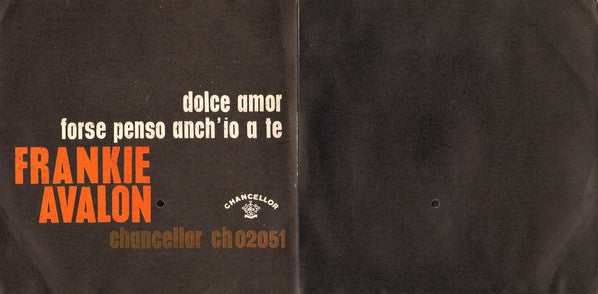 dolce amor
forse penso anch'io a te
FRANKIE
AVALON
CHANCELLOR
chancellor ch 02051